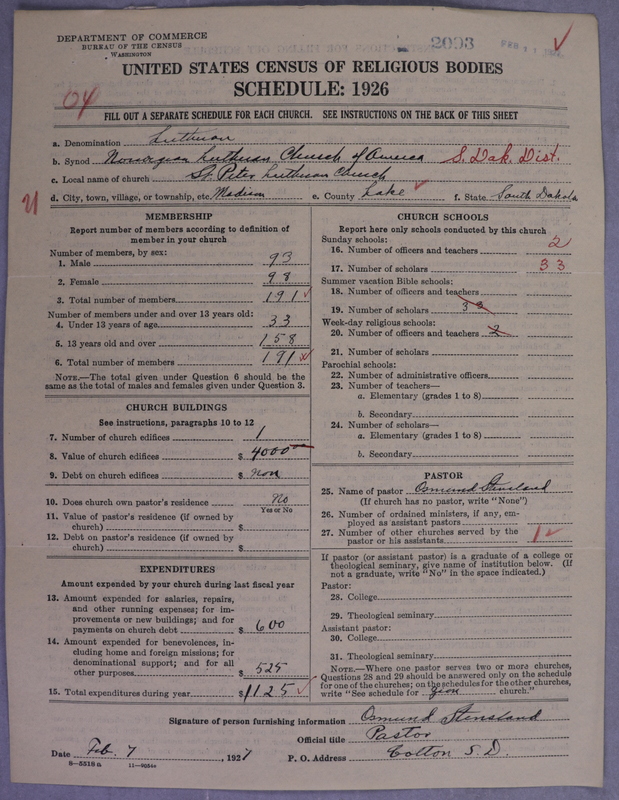 DEPARTMENT OF COMMERCE
BUREAU OF THE CENSUS
WASHINGTON
2093
FEB 11
UNITED STATES CENSUS OF RELIGIOUS BODIES
SCHEDULE: 1926
04
FILL OUT A SEPARATE SCHEDULE FOR EACH CHURCH. SEE INSTRUCTIONS ON THE BACK OF THIS SHEET
a. Denomination Lutheran
b. Synod Norwegian Lutheran Church of America S. Dak. Dist.
c. Local name of church St. Peter Lutheran Church
d. City, town, village, or township, etc. Madison e. County Lake f. State South Dakota
MEMBERSHIP
Report number of members according to definition of member in your church
Number of members, by sex:
1. Male 93
2. Female 98
3. Total number of members 191
Number of members under and over 13 years old:
4. Under 13 years of age 33
5. 13 years old and over 158
6. Total number of members 191
NOTE.—The total given under Question 6 should be the same as the total of males and females given under Question 3.
CHURCH BUILDINGS
See instructions, paragraphs 10 to 12
7. Number of church edifices 1
8. Value of church edifices $ 4000
9. Debt on church edifices $ non
10. Does church own pastor's residence No
Yes or No
11. Value of pastor's residence (if owned by church) $
12. Debt on pastor's residence (if owned by church) $
EXPENDITURES
Amount expended by your church during last fiscal year
13. Amount expended for salaries, repairs, and other running expenses; for improvements or new buildings; and for payments on church debt $ 600
14. Amount expended for benevolences, including home and foreign missions; for denominational support; and for all other purposes $ 525
15. Total expenditures during year $ 1125
CHURCH SCHOOLS
Report here only schools conducted by this church
Sunday schools:
16. Number of officers and teachers 2
17. Number of scholars 33
Summer vacation Bible schools:
18. Number of officers and teachers
19. Number of scholars 33
Week-day religious schools:
20. Number of officers and teachers 2
21. Number of scholars
Parochial schools:
22. Number of administrative officers
23. Number of teachers—
a. Elementary (grades 1 to 8)
b. Secondary
24. Number of scholars—
a. Elementary (grades 1 to 8)
b. Secondary
PASTOR
25. Name of pastor Osmund Stensland
(If church has no pastor, write "None")
26. Number of ordained ministers, if any, employed as assistant pastors
27. Number of other churches served by the pastor or his assistants 1
If pastor (or assistant pastor) is a graduate of a college or theological seminary, give name of institution below. (If not a graduate, write "No" in the space indicated.)
Pastor:
28. College
29. Theological seminary
Assistant pastor:
30. College
31. Theological seminary
NOTE.—Where one pastor serves two or more churches, Questions 28 and 29 should be answered only on the schedule for one of the churches; on the schedules for the other churches, write "See schedule for Zion church."
Signature of person furnishing information Osmund Stensland
Official title Pastor
Date Feb. 7, 1927 P. O. Address Colton S. D.
8—5518 a 11—9054